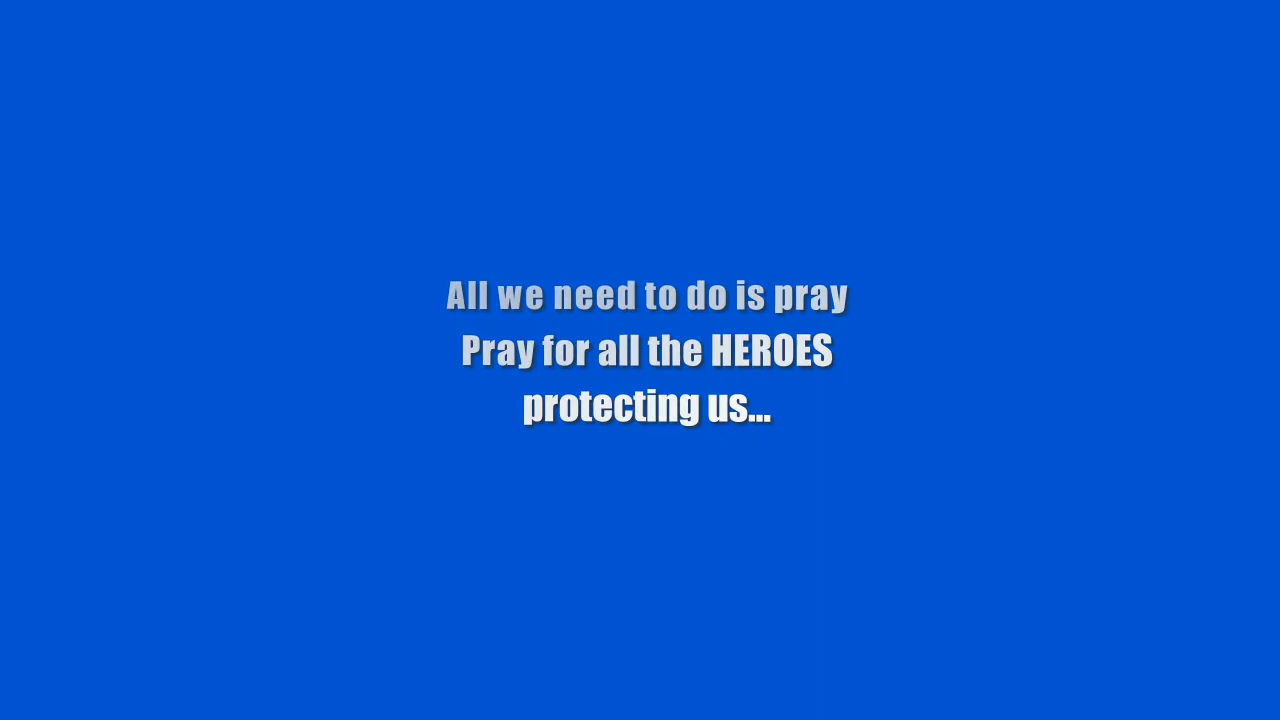 All we need to do is pray
Pray for all the HEROES
protecting us...